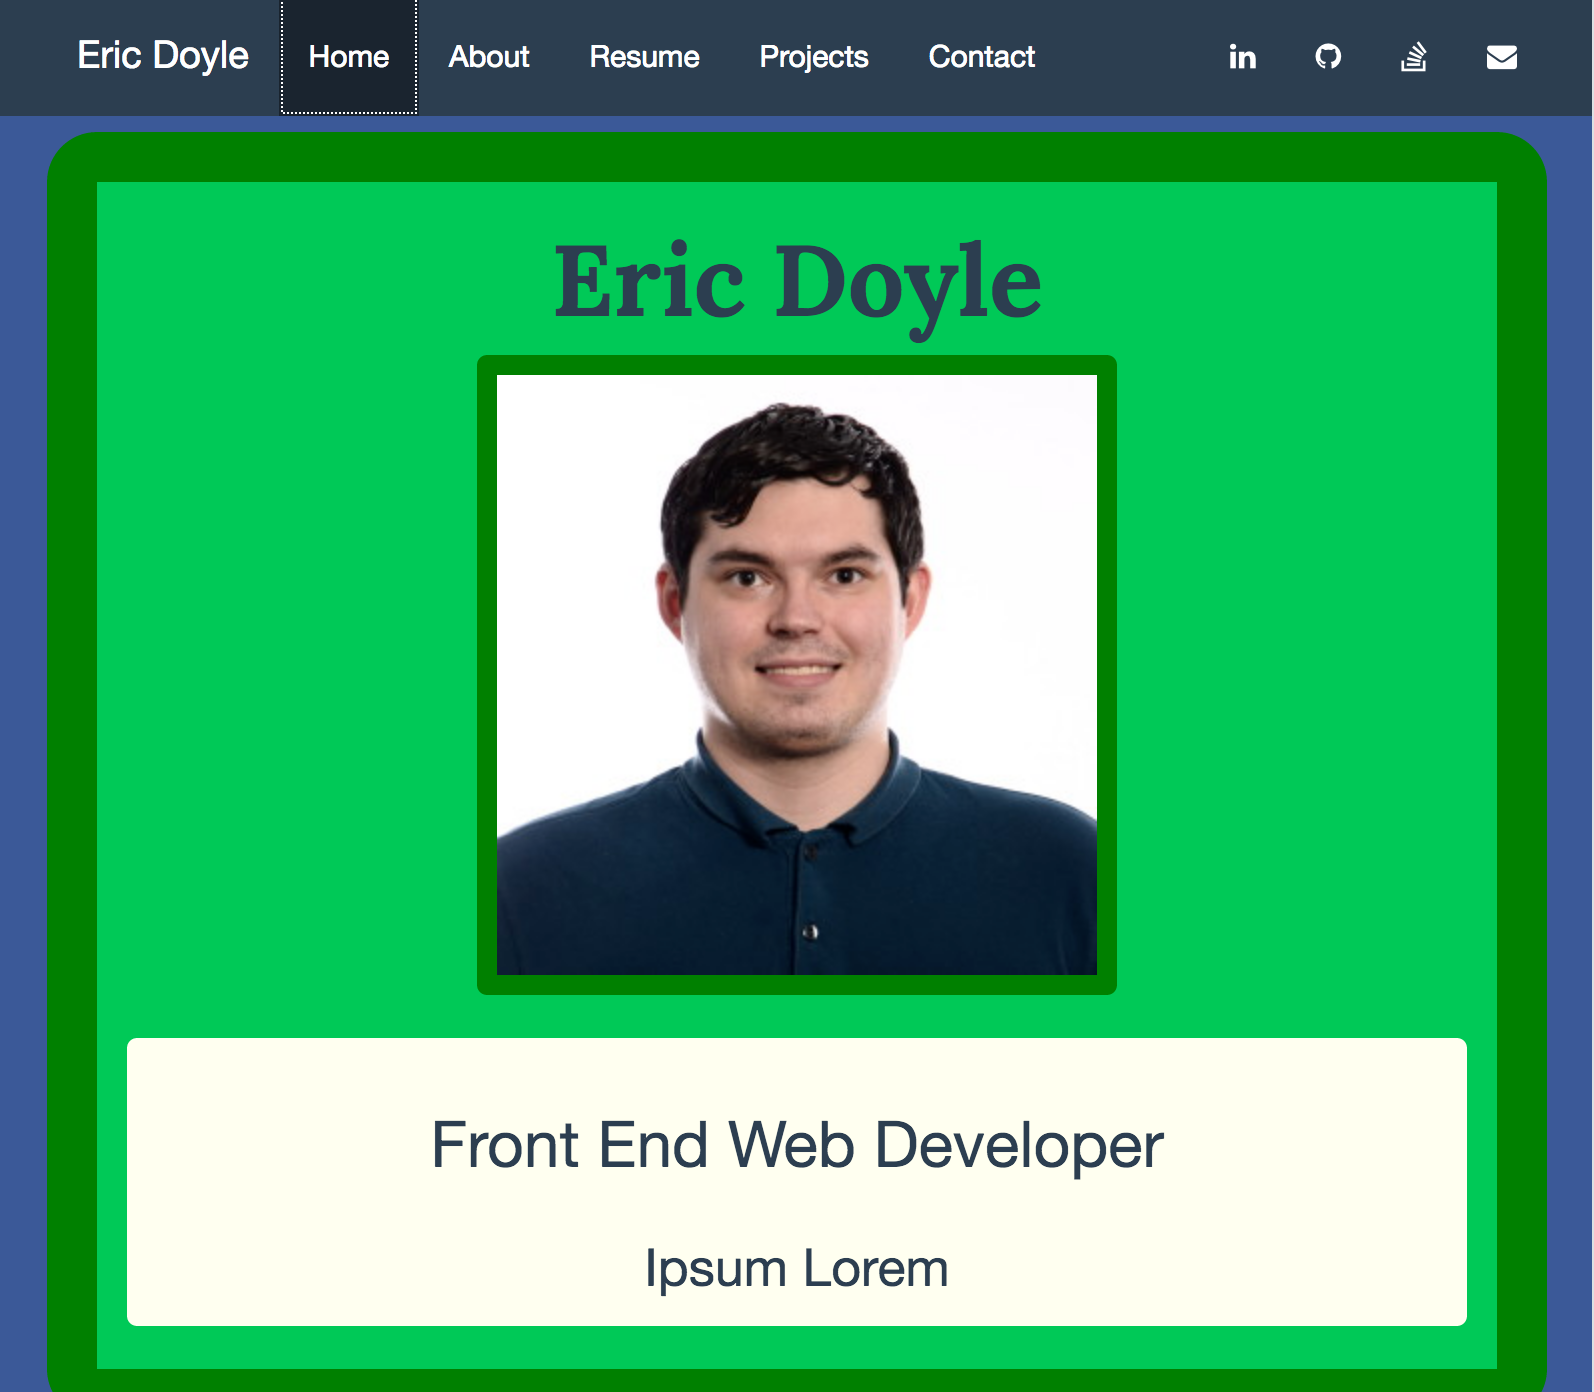 Eric Doyle Home About Resume Projects Contact in
Eric Doyle
Front End Web Developer
Ipsum Lorem